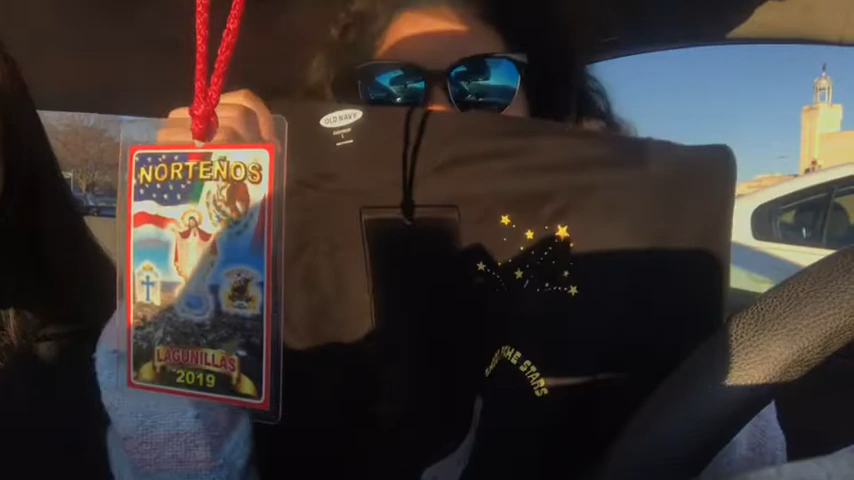 OLD NAVY
NORTEÑOS
LAGUNILLAS
2019
THE STARS